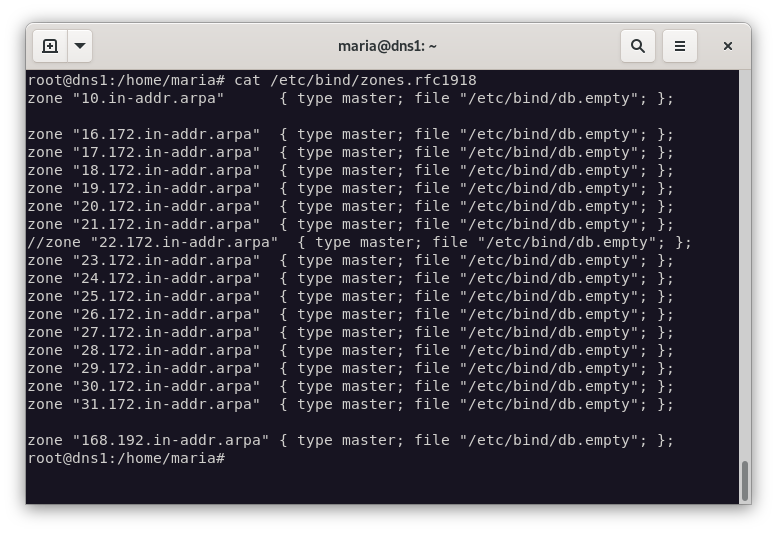 maria@dns1: ~
root@dns1:/home/maria# cat /etc/bind/zones.rfc1918
zone "10.in-addr.arpa"      { type master; file "/etc/bind/db.empty"; };

zone "16.172.in-addr.arpa"  { type master; file "/etc/bind/db.empty"; };
zone "17.172.in-addr.arpa"  { type master; file "/etc/bind/db.empty"; };
zone "18.172.in-addr.arpa"  { type master; file "/etc/bind/db.empty"; };
zone "19.172.in-addr.arpa"  { type master; file "/etc/bind/db.empty"; };
zone "20.172.in-addr.arpa"  { type master; file "/etc/bind/db.empty"; };
zone "21.172.in-addr.arpa"  { type master; file "/etc/bind/db.empty"; };
//zone "22.172.in-addr.arpa"  { type master; file "/etc/bind/db.empty"; };
zone "23.172.in-addr.arpa"  { type master; file "/etc/bind/db.empty"; };
zone "24.172.in-addr.arpa"  { type master; file "/etc/bind/db.empty"; };
zone "25.172.in-addr.arpa"  { type master; file "/etc/bind/db.empty"; };
zone "26.172.in-addr.arpa"  { type master; file "/etc/bind/db.empty"; };
zone "27.172.in-addr.arpa"  { type master; file "/etc/bind/db.empty"; };
zone "28.172.in-addr.arpa"  { type master; file "/etc/bind/db.empty"; };
zone "29.172.in-addr.arpa"  { type master; file "/etc/bind/db.empty"; };
zone "30.172.in-addr.arpa"  { type master; file "/etc/bind/db.empty"; };
zone "31.172.in-addr.arpa"  { type master; file "/etc/bind/db.empty"; };

zone "168.192.in-addr.arpa" { type master; file "/etc/bind/db.empty"; };
root@dns1:/home/maria#